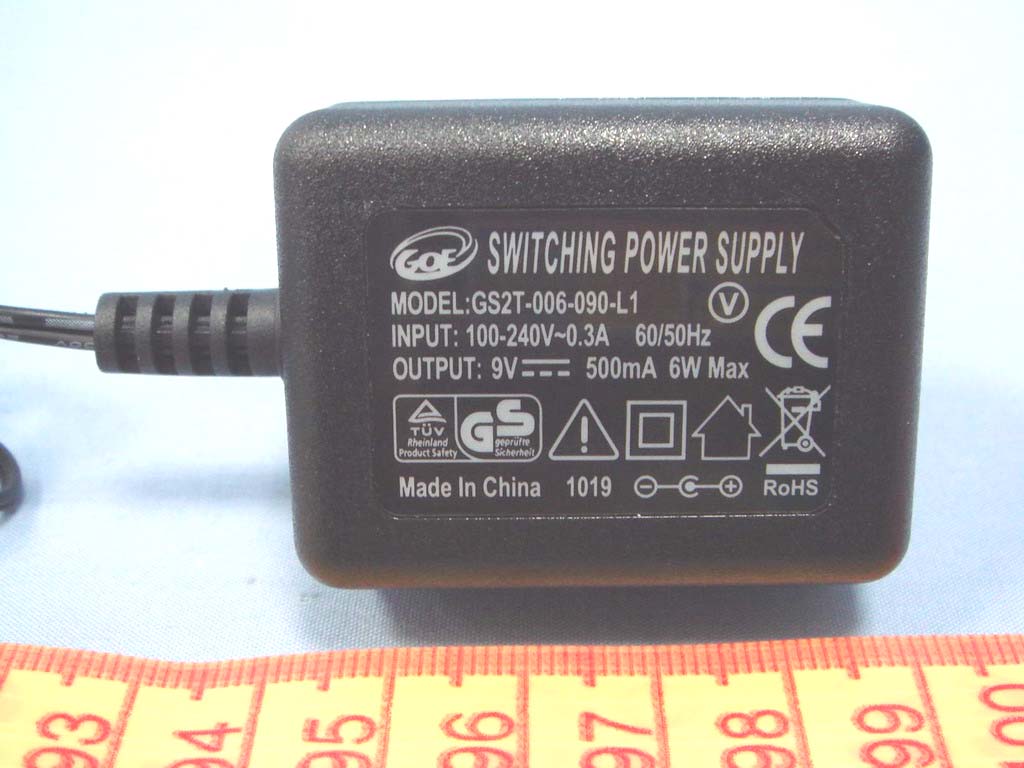 GOE SWITCHING POWER SUPPLY
MODEL:GS2T-006-090-L1 V
INPUT: 100-240V~0.3A 60/50Hz CE
OUTPUT: 9V 500mA 6W Max
TÜV
Rheinland
Product Safety
GS
geprüfte
Sicherheit
Made In China 1019 RoHS
93 94 95 96 97 98 99 100